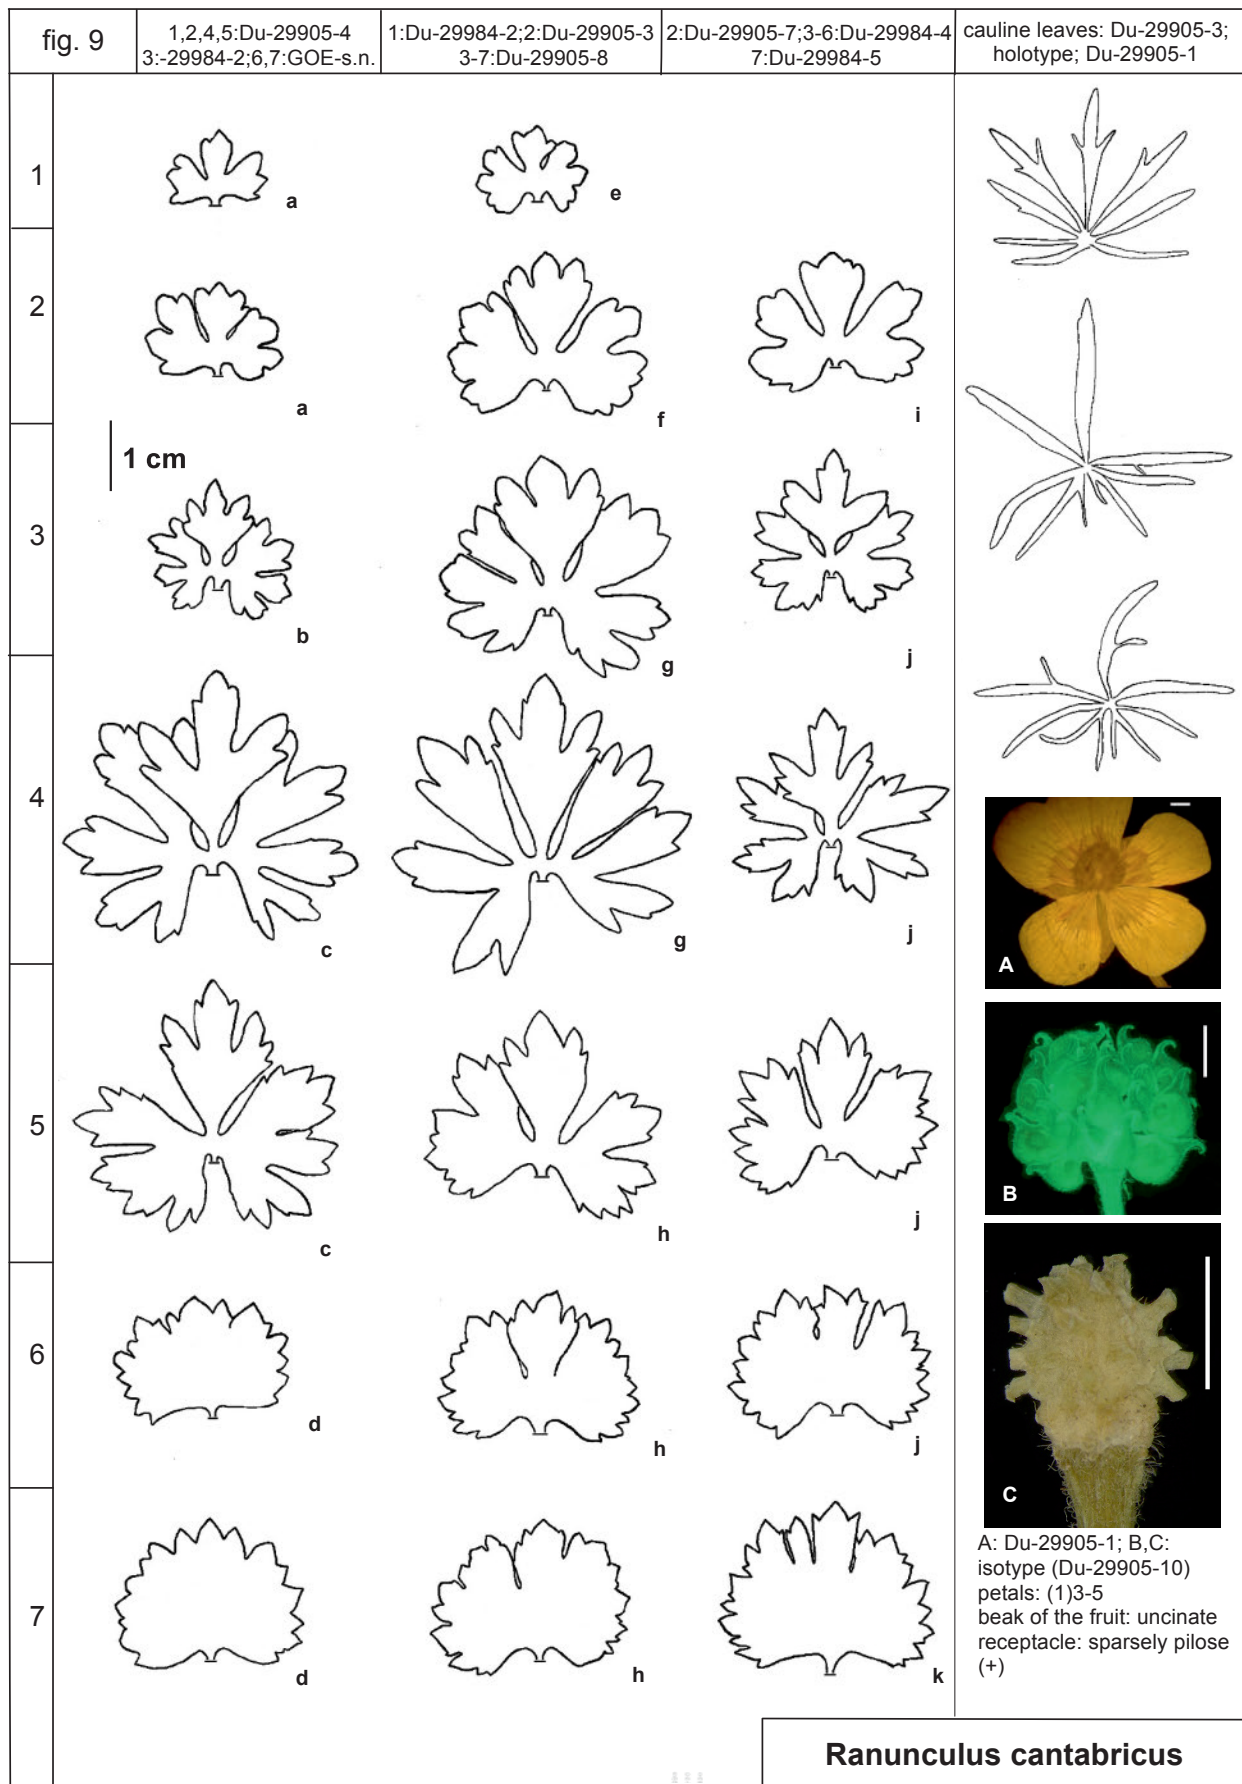 fig. 9
1,2,4,5:Du-29905-4
3:-29984-2;6,7:GOE-s.n.
1:Du-29984-2;2:Du-29905-3
3-7:Du-29905-8
2:Du-29905-7;3-6:Du-29984-4
7:Du-29984-5
cauline leaves: Du-29905-3;
holotype; Du-29905-1
1
a
e
2
a
f
i
1 cm
3
b
g
j
4
c
g
j
A
B
5
c
h
j
C
6
d
h
j
7
d
h
k
A: Du-29905-1; B,C:
isotype (Du-29905-10)
petals: (1)3-5
beak of the fruit: uncinate
receptacle: sparsely pilose
(+)
Ranunculus cantabricus